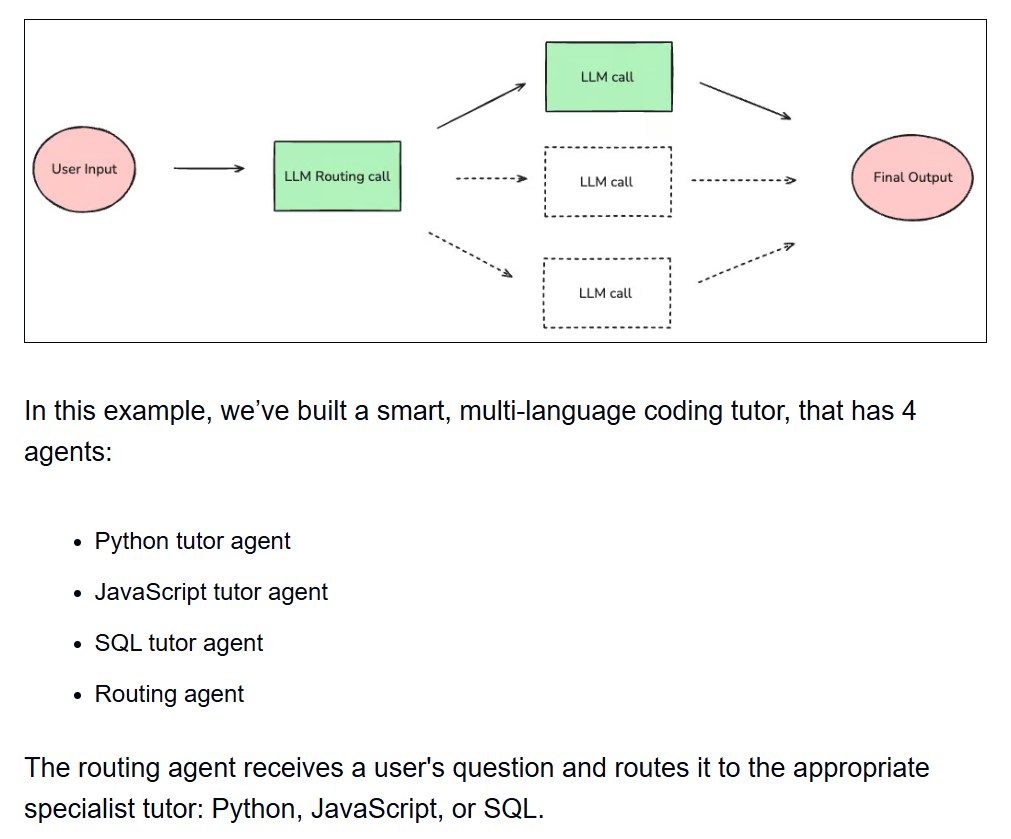 LLM call
User Input
LLM Routing call
LLM call
Final Output
LLM call
In this example, we’ve built a smart, multi-language coding tutor, that has 4
agents:
• Python tutor agent
• JavaScript tutor agent
• SQL tutor agent
• Routing agent
The routing agent receives a user's question and routes it to the appropriate
specialist tutor: Python, JavaScript, or SQL.